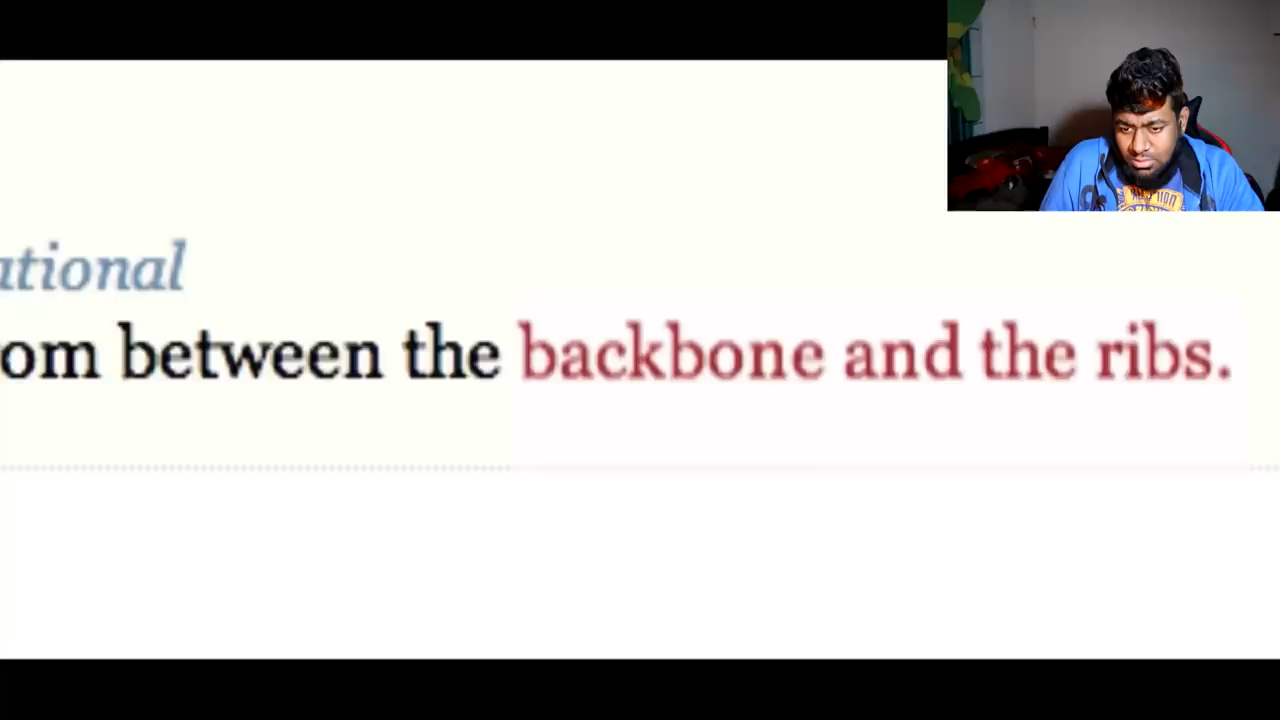 ational
om between the backbone and the ribs.